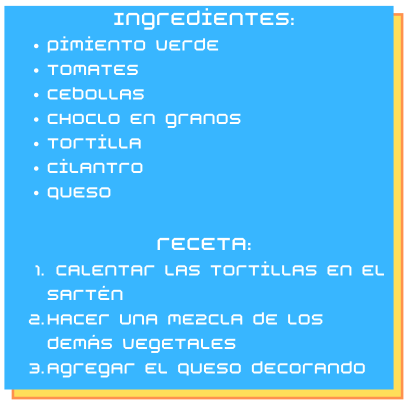 Ingredientes:
• Pimiento verde
• Tomates
• Cebollas
• Choclo en granos
• Tortilla
• Cilantro
• Queso
Receta:
1. Calentar las tortillas en el
sartén
2. Hacer una mezcla de los
demás vegetales
3. Agregar el queso decorando